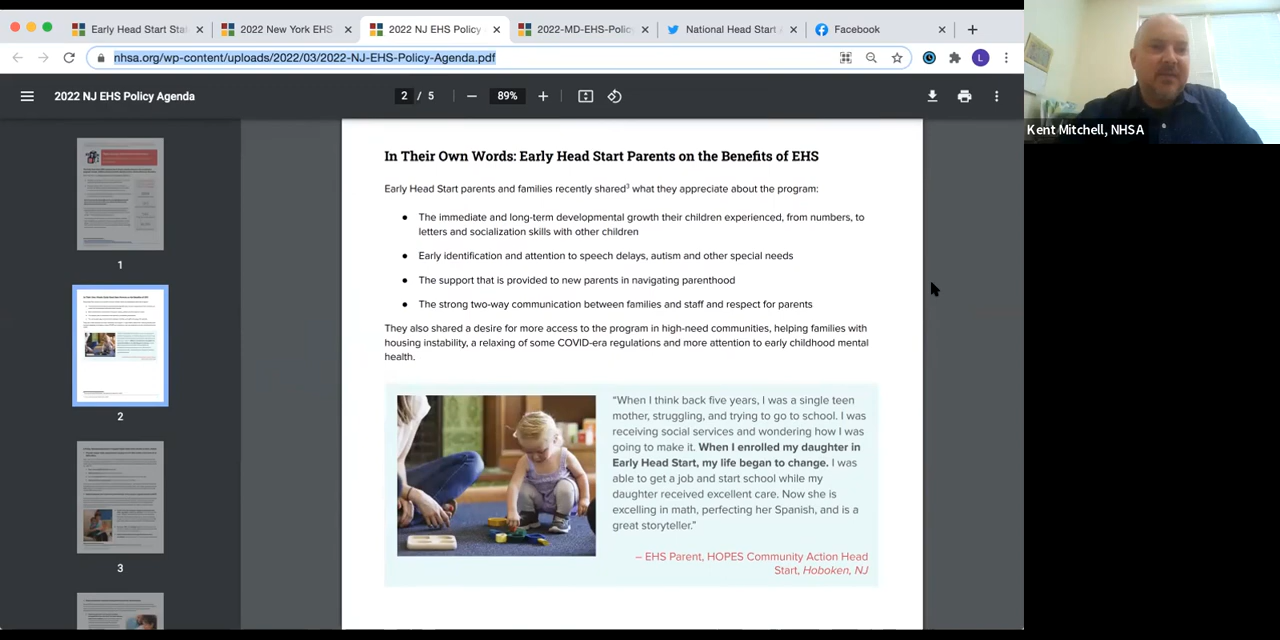 Early Head Start Sta
2022 New York EHS
2022 NJ EHS Policy
2022-MD-EHS-Polic
National Head Start A
Facebook
nhsa.org/wp-content/uploads/2022/03/2022-NJ-EHS-Policy-Agenda.pdf
L
2022 NJ EHS Policy Agenda
2 / 5
89%
Kent Mitchell, NHSA
1
2
3
In Their Own Words: Early Head Start Parents on the Benefits of EHS
Early Head Start parents and families recently shared³ what they appreciate about the program:
● The immediate and long-term developmental growth their children experienced, from numbers, to
letters and socialization skills with other children
● Early identification and attention to speech delays, autism and other special needs
● The support that is provided to new parents in navigating parenthood
● The strong two-way communication between families and staff and respect for parents
They also shared a desire for more access to the program in high-need communities, helping families with
housing instability, a relaxing of some COVID-era regulations and more attention to early childhood mental
health.
“When I think back five years, I was a single teen
mother, struggling, and trying to go to school. I was
receiving social services and wondering how I was
going to make it. When I enrolled my daughter in
Early Head Start, my life began to change. I was
able to get a job and start school while my
daughter received excellent care. Now she is
excelling in math, perfecting her Spanish, and is a
great storyteller.”
– EHS Parent, HOPES Community Action Head
Start, Hoboken, NJ